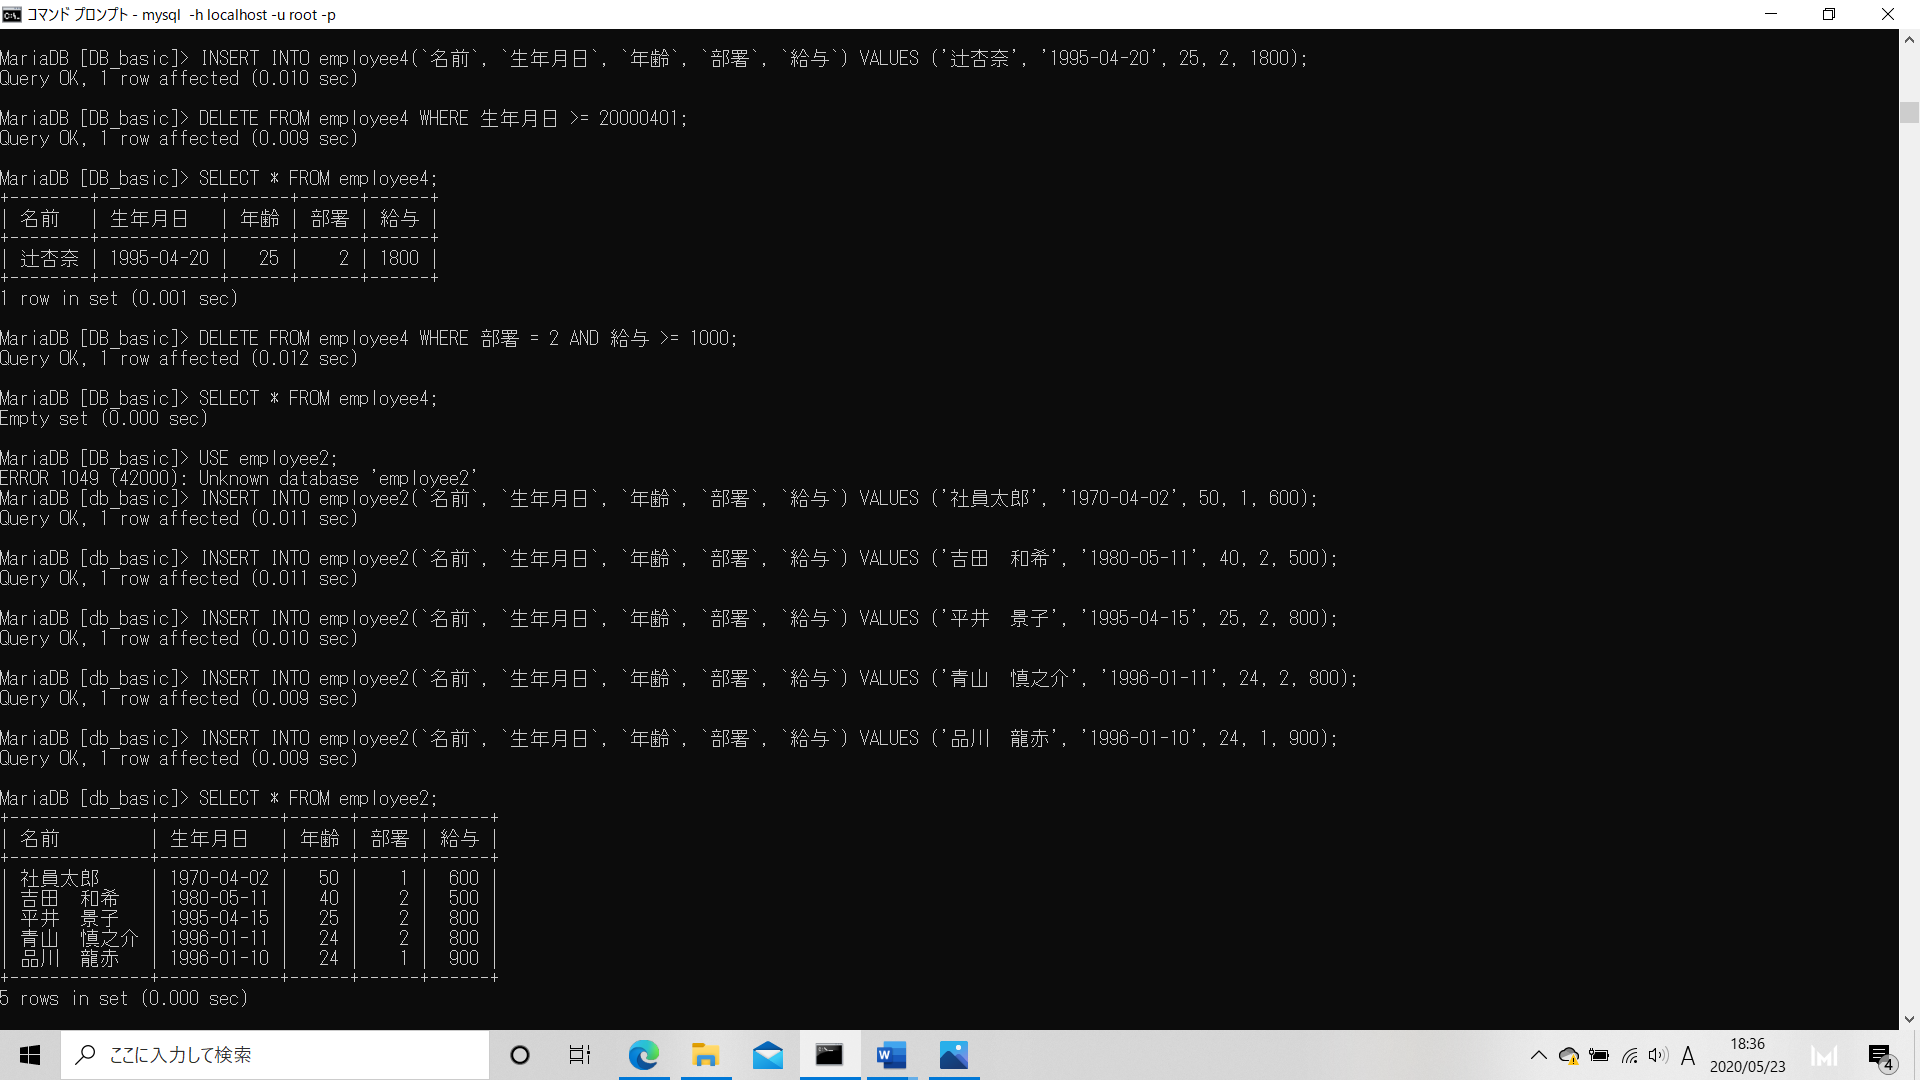 コマンド プロンプト - mysql  -h localhost -u root -p
MariaDB [DB_basic]> INSERT INTO employee4(`名前`, `生年月日`, `年齢`, `部署`, `給与`) VALUES ('辻杏奈', '1995-04-20', 25, 2, 1800);
Query OK, 1 row affected (0.010 sec)
MariaDB [DB_basic]> DELETE FROM employee4 WHERE 生年月日 >= 20000401;
Query OK, 1 row affected (0.009 sec)
MariaDB [DB_basic]> SELECT * FROM employee4;
+--------+------------+------+------+------+
| 名前   | 生年月日   | 年齢 | 部署 | 給与 |
+--------+------------+------+------+------+
| 辻杏奈 | 1995-04-20 |   25 |    2 | 1800 |
+--------+------------+------+------+------+
1 row in set (0.001 sec)
MariaDB [DB_basic]> DELETE FROM employee4 WHERE 部署 = 2 AND 給与 >= 1000;
Query OK, 1 row affected (0.012 sec)
MariaDB [DB_basic]> SELECT * FROM employee4;
Empty set (0.000 sec)
MariaDB [DB_basic]> USE employee2;
ERROR 1049 (42000): Unknown database 'employee2'
MariaDB [db_basic]> INSERT INTO employee2(`名前`, `生年月日`, `年齢`, `部署`, `給与`) VALUES ('社員太郎', '1970-04-02', 50, 1, 600);
Query OK, 1 row affected (0.011 sec)
MariaDB [db_basic]> INSERT INTO employee2(`名前`, `生年月日`, `年齢`, `部署`, `給与`) VALUES ('吉田　和希', '1980-05-11', 40, 2, 500);
Query OK, 1 row affected (0.011 sec)
MariaDB [db_basic]> INSERT INTO employee2(`名前`, `生年月日`, `年齢`, `部署`, `給与`) VALUES ('平井　景子', '1995-04-15', 25, 2, 800);
Query OK, 1 row affected (0.010 sec)
MariaDB [db_basic]> INSERT INTO employee2(`名前`, `生年月日`, `年齢`, `部署`, `給与`) VALUES ('青山　慎之介', '1996-01-11', 24, 2, 800);
Query OK, 1 row affected (0.009 sec)
MariaDB [db_basic]> INSERT INTO employee2(`名前`, `生年月日`, `年齢`, `部署`, `給与`) VALUES ('品川　龍赤', '1996-01-10', 24, 1, 900);
Query OK, 1 row affected (0.009 sec)
MariaDB [db_basic]> SELECT * FROM employee2;
+--------------+------------+------+------+------+
| 名前         | 生年月日   | 年齢 | 部署 | 給与 |
+--------------+------------+------+------+------+
| 社員太郎     | 1970-04-02 |   50 |    1 |  600 |
| 吉田　和希   | 1980-05-11 |   40 |    2 |  500 |
| 平井　景子   | 1995-04-15 |   25 |    2 |  800 |
| 青山　慎之介 | 1996-01-11 |   24 |    2 |  800 |
| 品川　龍赤   | 1996-01-10 |   24 |    1 |  900 |
+--------------+------------+------+------+------+
5 rows in set (0.000 sec)
ここに入力して検索
A
18:36
2020/05/23
4